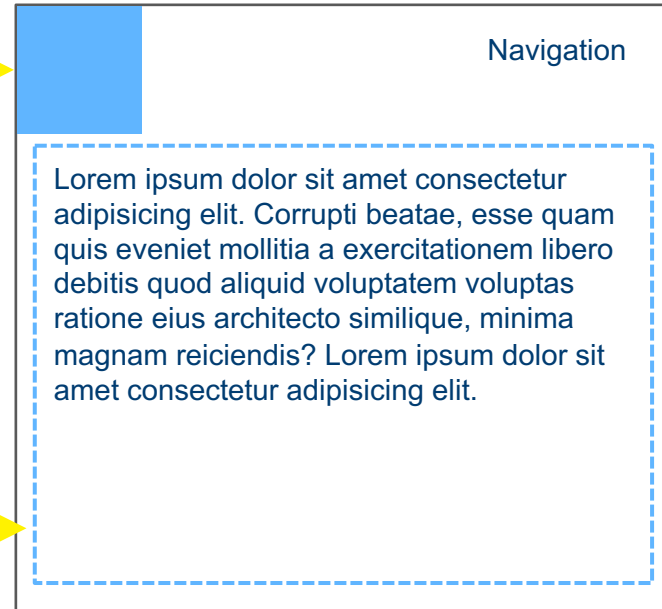 Navigation
Lorem ipsum dolor sit amet consectetur
adipisicing elit. Corrupti beatae, esse quam
quis eveniet mollitia a exercitationem libero
debitis quod aliquid voluptatem voluptas
ratione eius architecto similique, minima
magnam reiciendis? Lorem ipsum dolor sit
amet consectetur adipisicing elit.